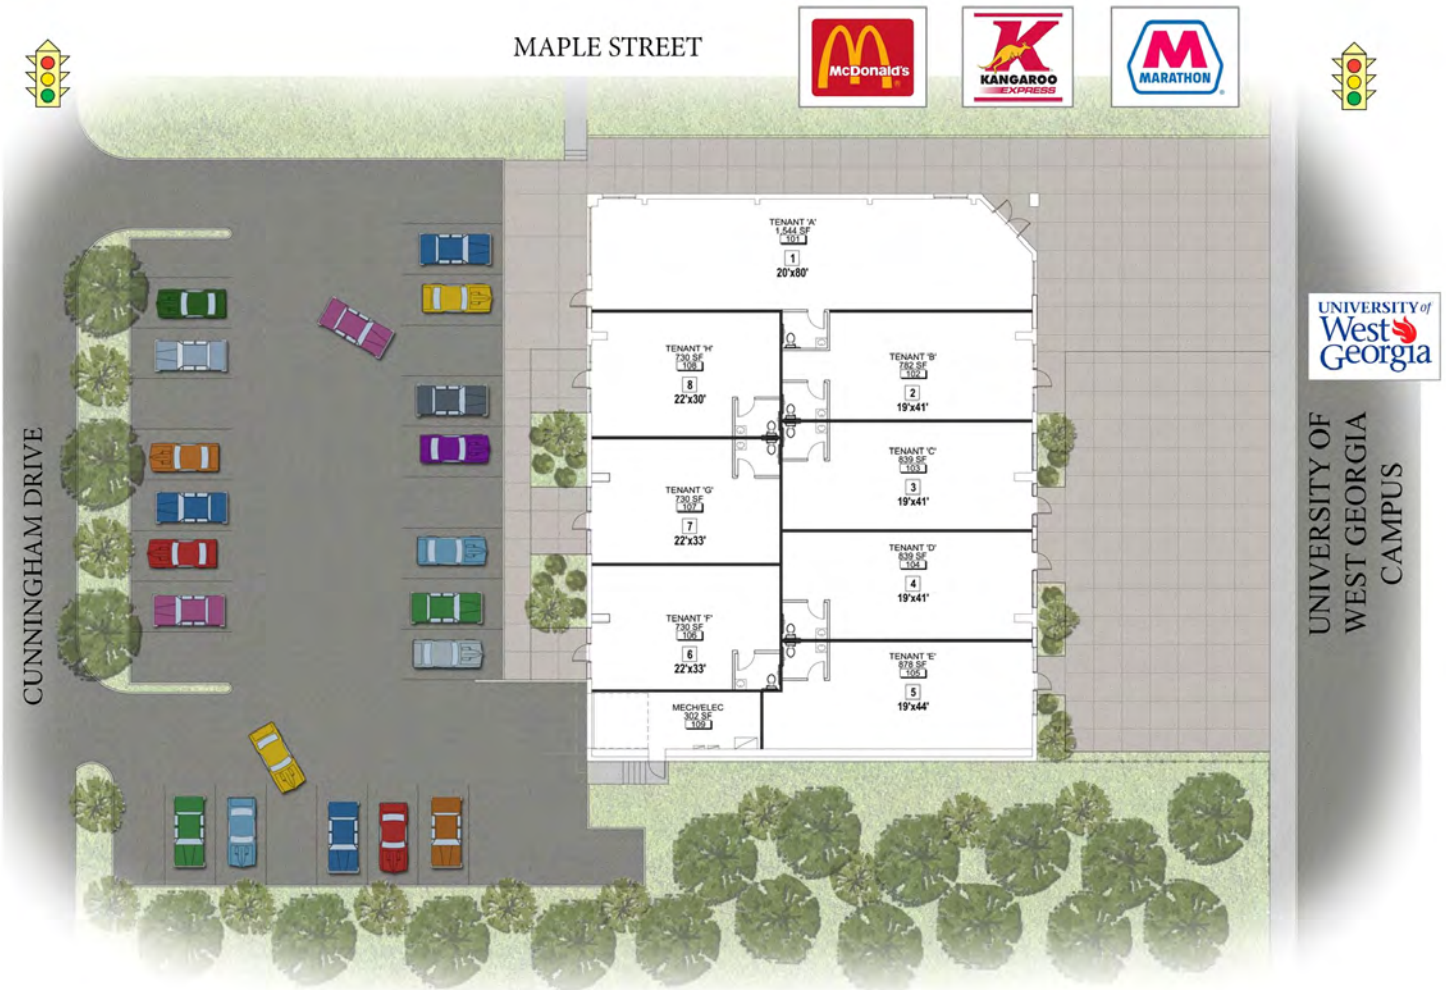 MAPLE STREET
McDonald's
K
KANGAROO
EXPRESS
M
MARATHON
TENANT 'A'
1,544 SF
101
1
20'x80'
TENANT 'H'
730 SF
108
8
22'x30'
TENANT 'B'
782 SF
102
2
19'x41'
TENANT 'C'
839 SF
103
3
19'x41'
TENANT 'G'
730 SF
107
7
22'x33'
TENANT 'D'
839 SF
104
4
19'x41'
TENANT 'F'
730 SF
106
6
22'x33'
TENANT 'E'
878 SF
105
5
19'x44'
MECH/ELEC
302 SF
109
CUNNINGHAM DRIVE
UNIVERSITY of
West
Georgia
UNIVERSITY OF
WEST GEORGIA
CAMPUS